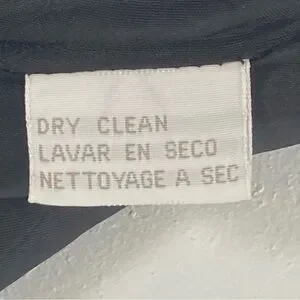 DRY CLEAN
LAVAR EN SECO
NETTOYAGE A SEC